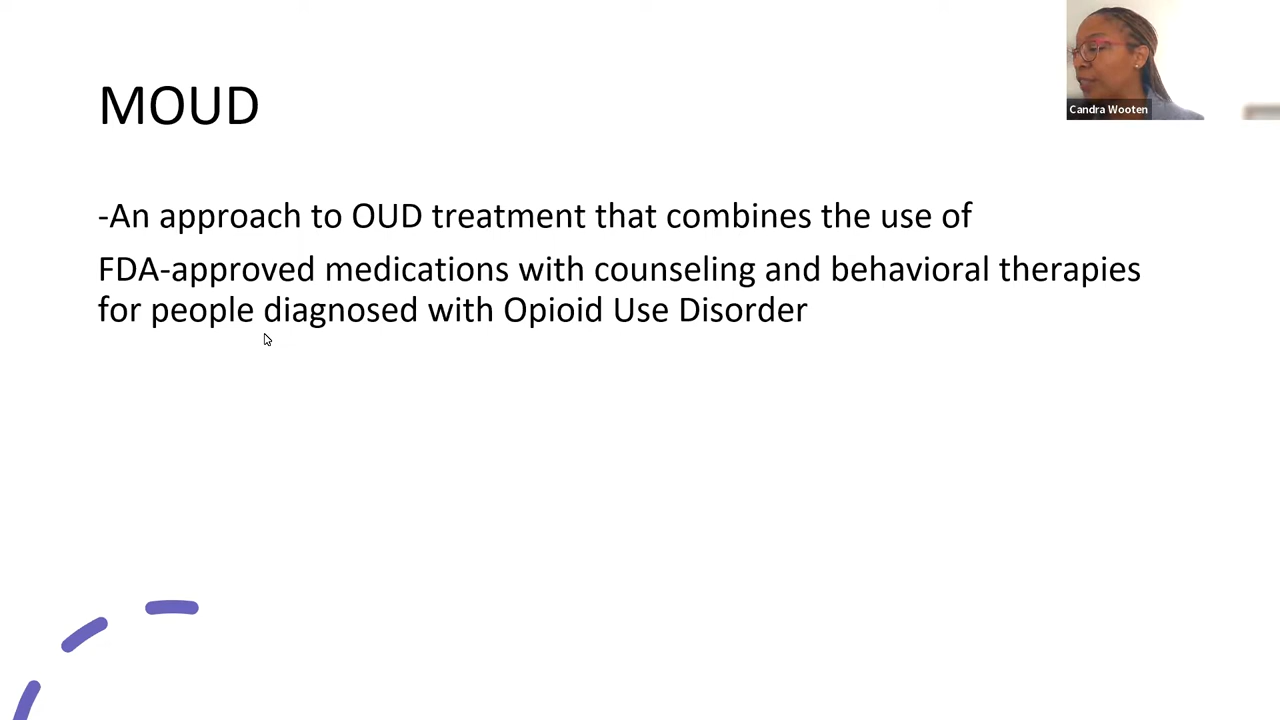 MOUD
Candra Wooten
-An approach to OUD treatment that combines the use of
FDA-approved medications with counseling and behavioral therapies
for people diagnosed with Opioid Use Disorder